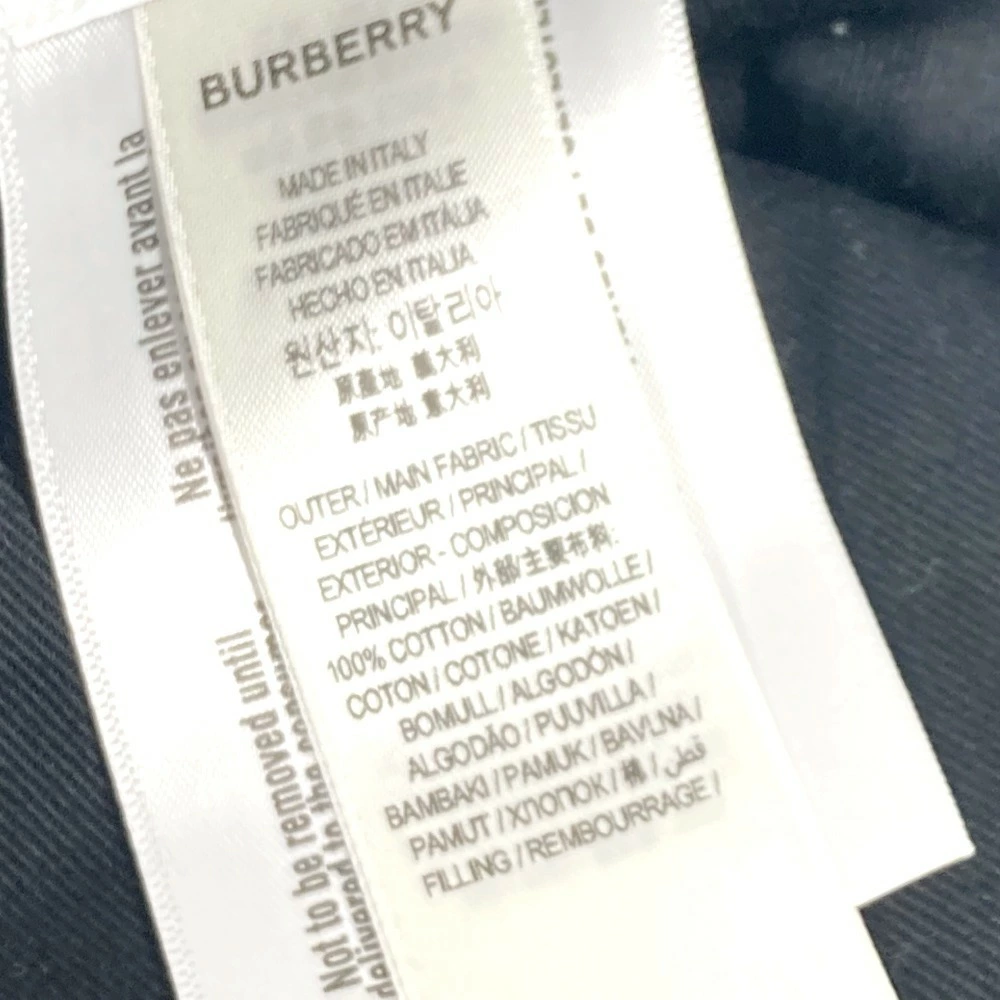 BURBERRY
MADE IN ITALY
FABRIQUÉ EN ITALIE
FABRICADO EM ITÁLIA
HECHO EN ITALIA
원산지: 이탈리아
原產地 義大利
原产地 意大利
OUTER / MAIN FABRIC / TISSU
EXTÉRIEUR / PRINCIPAL /
EXTERIOR - COMPOSICION
PRINCIPAL / 外部/主要布料:
100% COTTON / BAUMWOLLE /
COTON / COTONE / KATOEN /
BOMULL / ALGODÓN /
ALGODÃO / PUUVILLA /
BAMBAKI / PAMUK / BAVLNA /
PAMUT / ХЛОПОК / 棉 / قطن /
FILLING / REMBOURRAGE /
Ne pas enlever avant la
Not to be removed until
delivered to the consumer